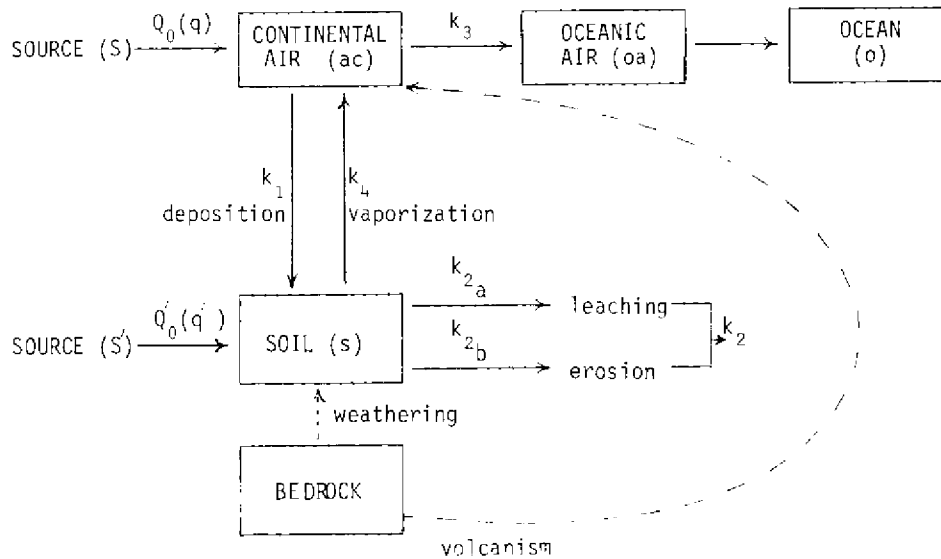 SOURCE (S)
Q0(q)
CONTINENTAL
AIR (ac)
k3
OCEANIC
AIR (oa)
OCEAN
(o)
k1
deposition
k4
vaporization
SOURCE (S')
Q'0(q')
SOIL (s)
k2a
leaching
k2b
erosion
k2
weathering
BEDROCK
volcanism